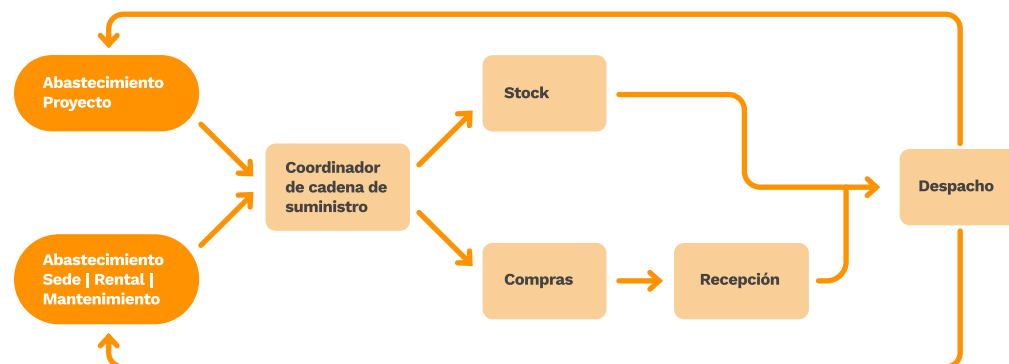 Abastecimiento
Proyecto
Abastecimiento
Sede | Rental |
Mantenimiento
Coordinador
de cadena de
suministro
Stock
Compras
Recepción
Despacho